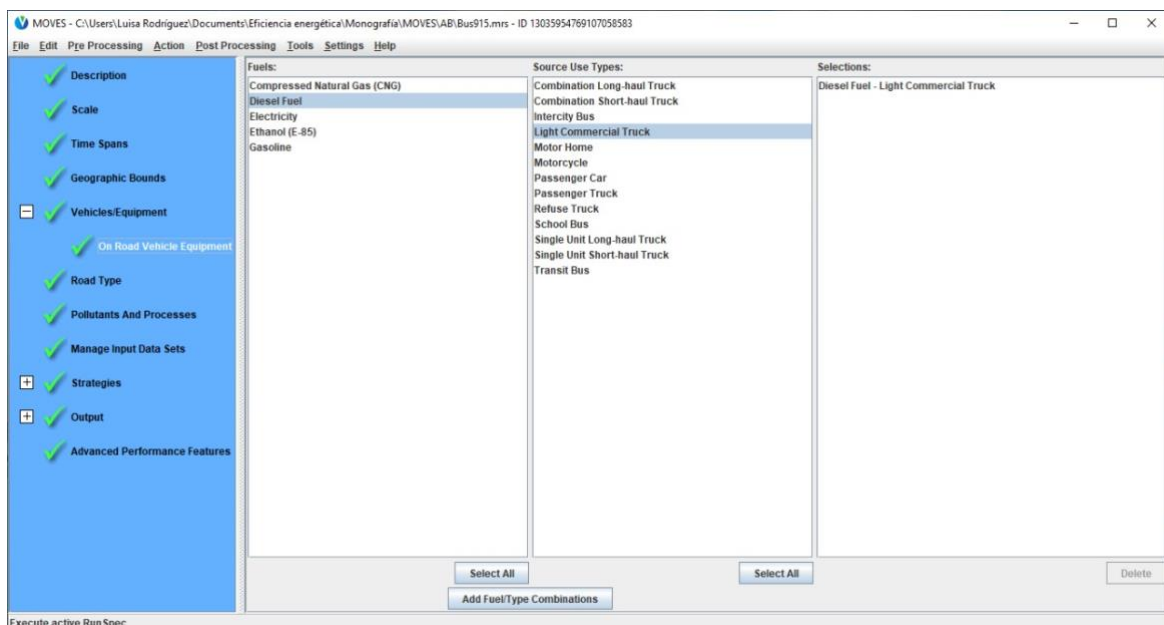 MOVES - C:\Users\Luisa Rodríguez\Documents\Eficiencia energética\Monografía\MOVES\AB\Bus915.mrs - ID 13035954769107058583
File Edit Pre Processing Action Post Processing Tools Settings Help
Description
Scale
Time Spans
Geographic Bounds
Vehicles/Equipment
On Road Vehicle Equipment
Road Type
Pollutants And Processes
Manage Input Data Sets
Strategies
Output
Advanced Performance Features
Fuels:
Compressed Natural Gas (CNG)
Diesel Fuel
Electricity
Ethanol (E-85)
Gasoline
Select All
Source Use Types:
Combination Long-haul Truck
Combination Short-haul Truck
Intercity Bus
Light Commercial Truck
Motor Home
Motorcycle
Passenger Car
Passenger Truck
Refuse Truck
School Bus
Single Unit Long-haul Truck
Single Unit Short-haul Truck
Transit Bus
Select All
Selections:
Diesel Fuel - Light Commercial Truck
Delete
Add Fuel/Type Combinations
Execute active RunSpec